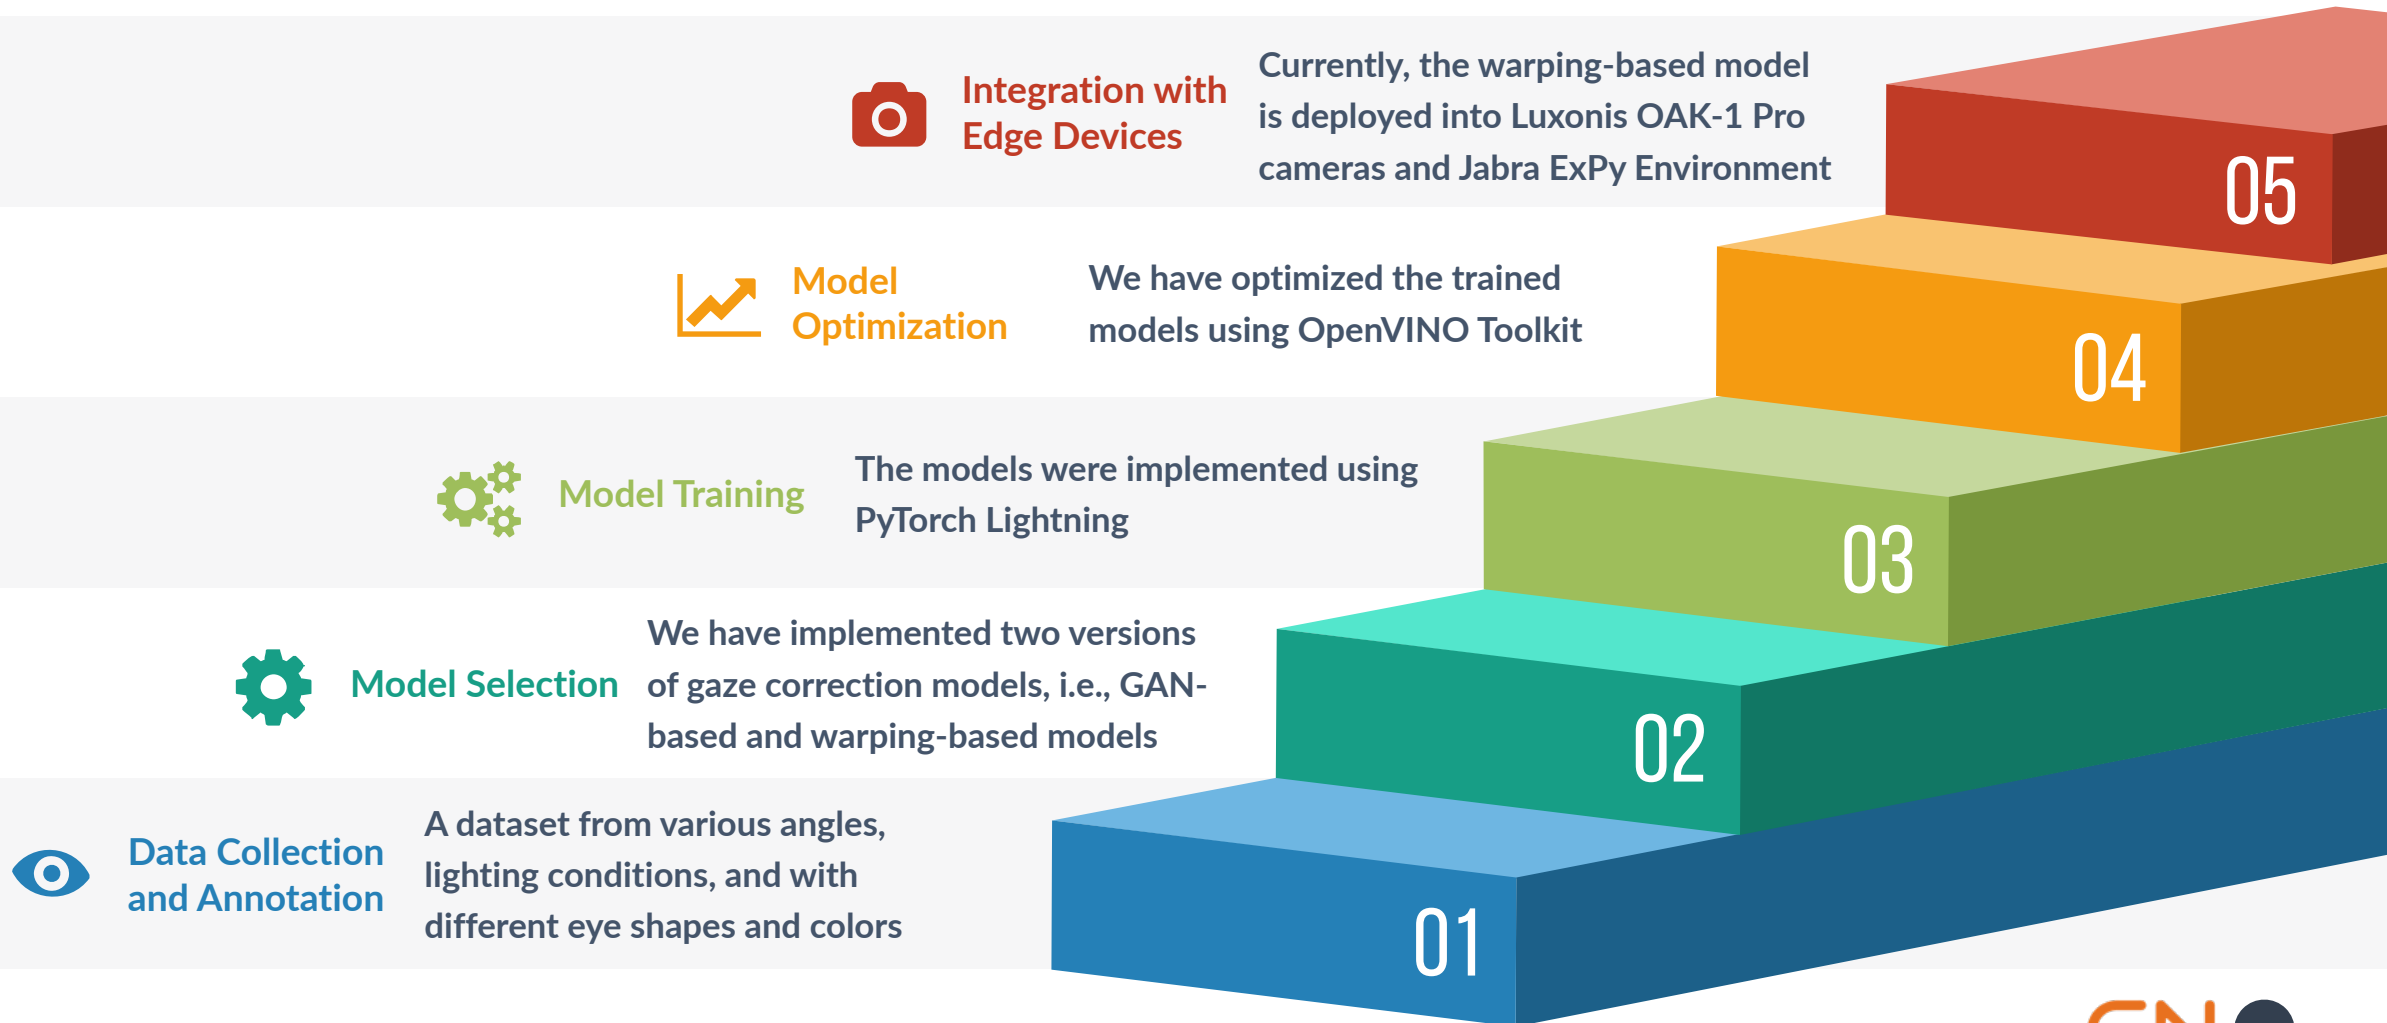 Integration with
Edge Devices
Currently, the warping-based model
is deployed into Luxonis OAK-1 Pro
cameras and Jabra ExPy Environment
05
Model
Optimization
We have optimized the trained
models using OpenVINO Toolkit
04
Model Training
The models were implemented using
PyTorch Lightning
03
Model Selection
We have implemented two versions
of gaze correction models, i.e., GAN-
based and warping-based models
02
Data Collection
and Annotation
A dataset from various angles,
lighting conditions, and with
different eye shapes and colors
01